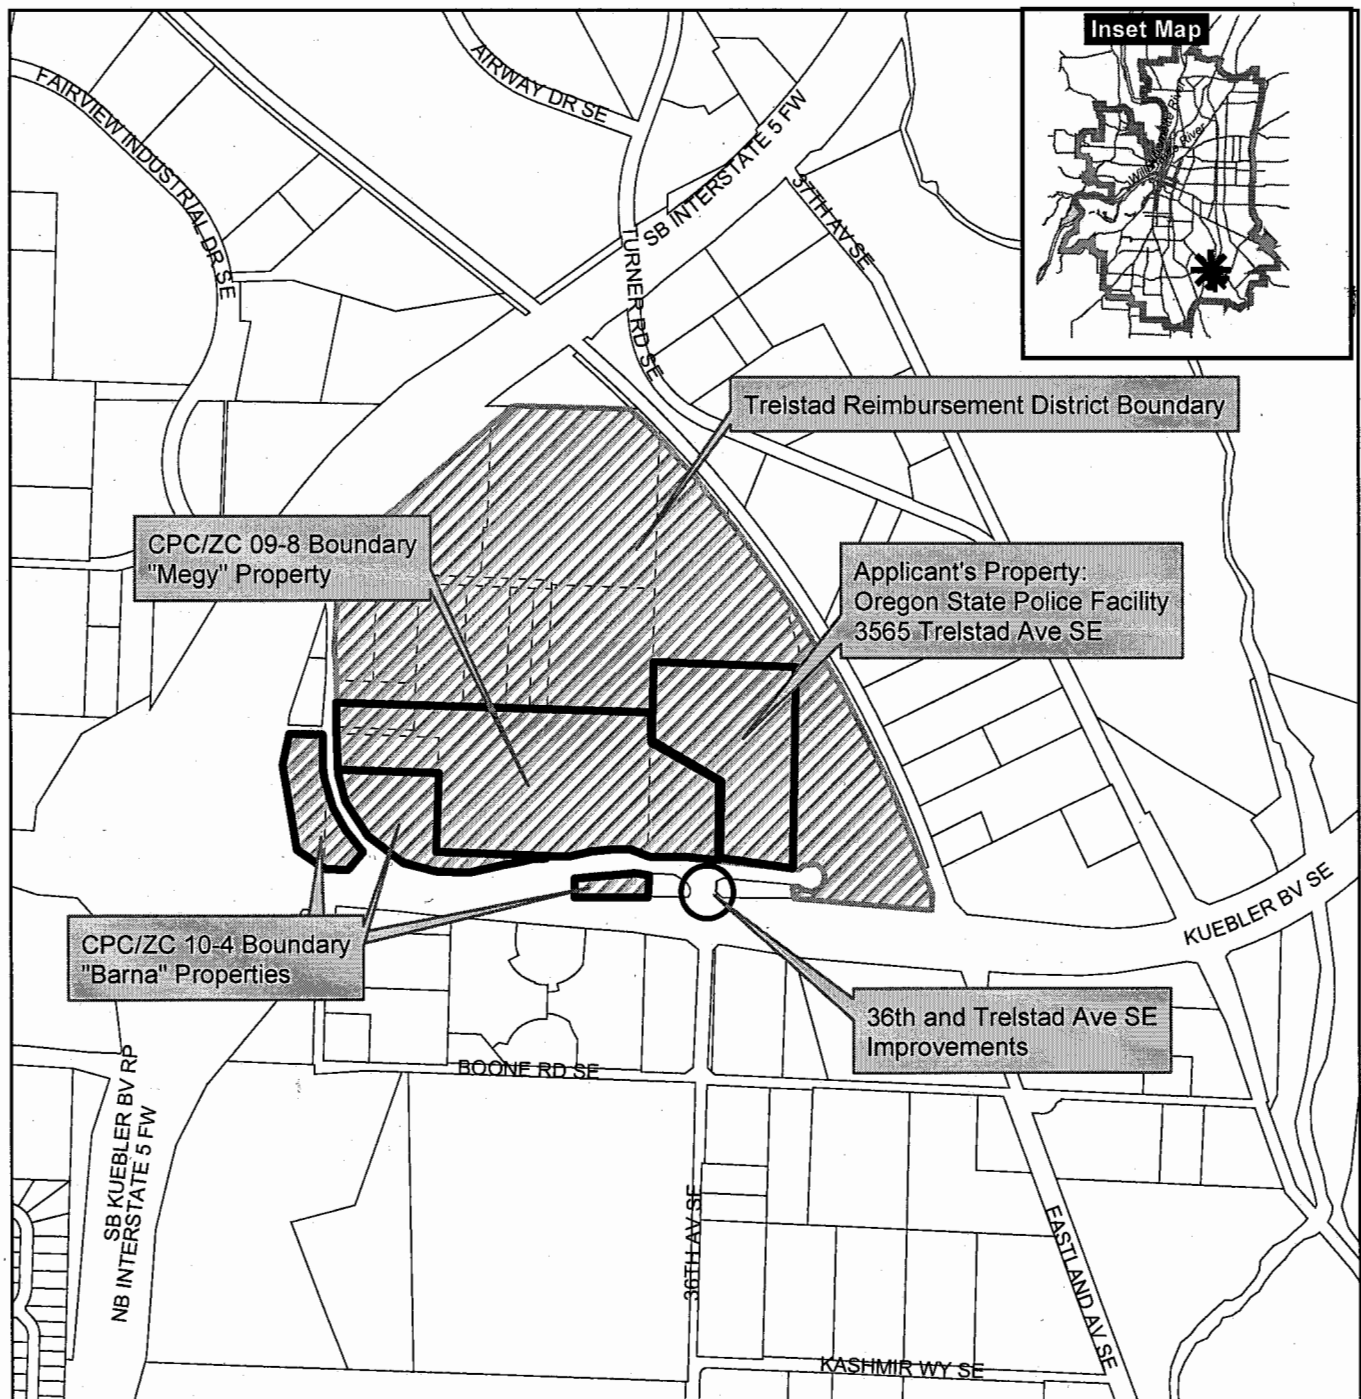 Inset Map
Willamette River
AIRWAY DR SE
FAIRVIEW INDUSTRIAL DR SE
SB INTERSTATE 5 FW
37TH AV SE
TURNER RD SE
Trelstad Reimbursement District Boundary
CPC/ZC 09-8 Boundary
"Megy" Property
Applicant's Property:
Oregon State Police Facility
3565 Trelstad Ave SE
KUEBLER BV SE
CPC/ZC 10-4 Boundary
"Barna" Properties
36th and Trelstad Ave SE
Improvements
BOONE RD SE
SB KUEBLER BV RP
NB INTERSTATE 5 FW
36TH AV SE
FASTLAND AV SE
KASHMIR WY SE